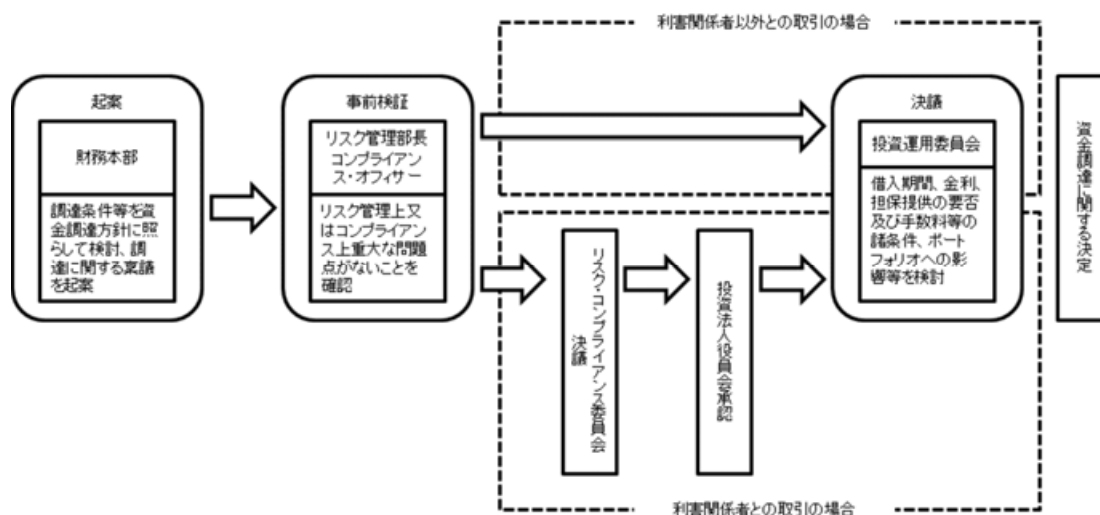 利害関係者以外との取引の場合
起案
財務本部
調達条件等を資
金調達方針に照
らして検討、調
達に関する稟議
を起案
事前検証
リスク管理部長
コンプライアン
ス・オフィサー
リスク管理上又
はコンプライアン
ス上重大な問題
点がないことを
確認
リスク・コンプライアンス委員会
決議
投資法人役員会承認
決議
投資運用委員会
借入期間、金利、
担保提供の要否
及び手数料等の
諸条件、ポート
フォリオへの影
響等を検討
資金調達に関する決定
利害関係者との取引の場合